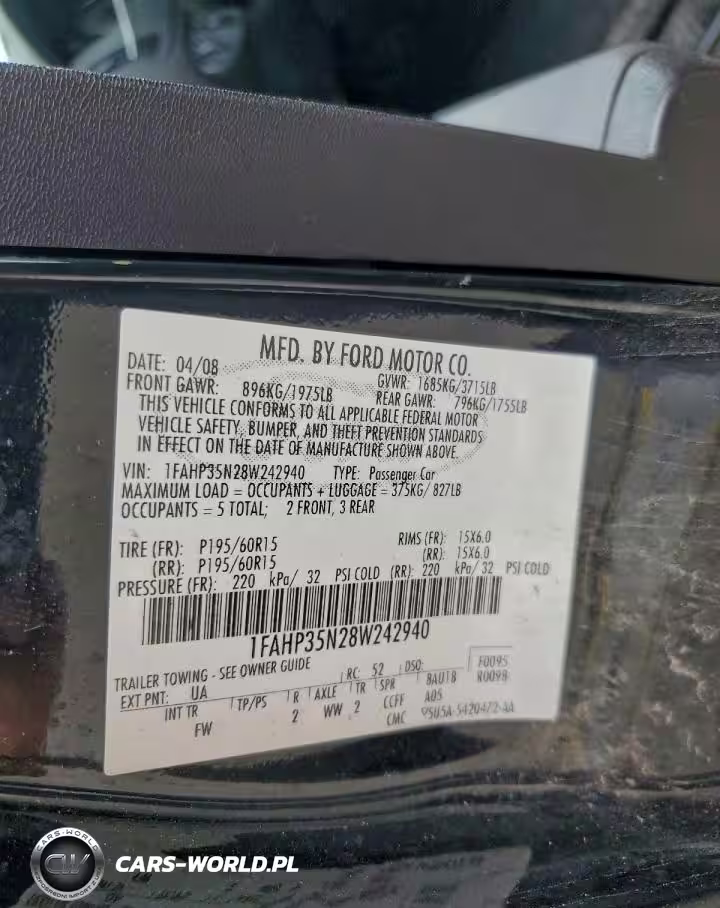 MFD. BY FORD MOTOR CO.
DATE: 04/08 GVWR: 1685KG/3715LB
FRONT GAWR: 896KG/1975LB REAR GAWR: 796KG/1755LB
THIS VEHICLE CONFORMS TO ALL APPLICABLE FEDERAL MOTOR
VEHICLE SAFETY, BUMPER, AND THEFT PREVENTION STANDARDS
IN EFFECT ON THE DATE OF MANUFACTURE SHOWN ABOVE.
VIN: 1FAHP35N28W242940 TYPE: Passenger Car
MAXIMUM LOAD = OCCUPANTS + LUGGAGE = 375KG/ 827LB
OCCUPANTS = 5 TOTAL; 2 FRONT, 3 REAR
TIRE (FR): P195/60R15 RIMS (FR): 15X6.0
(RR): P195/60R15 (RR): 15X6.0
PRESSURE (FR): 220 kPa/ 32 PSI COLD (RR): 220 kPa/ 32 PSI COLD
1FAHP35N28W242940
TRAILER TOWING - SEE OWNER GUIDE RC: 52 DSO: F0095
EXT PNT: UA R0098
INT TR TP/PS R AXLE TR SPR BAU18
FW 2 WW 2 CCFF A05
CMC
CARS-WORLD
CW
CARS-WORLD.PL